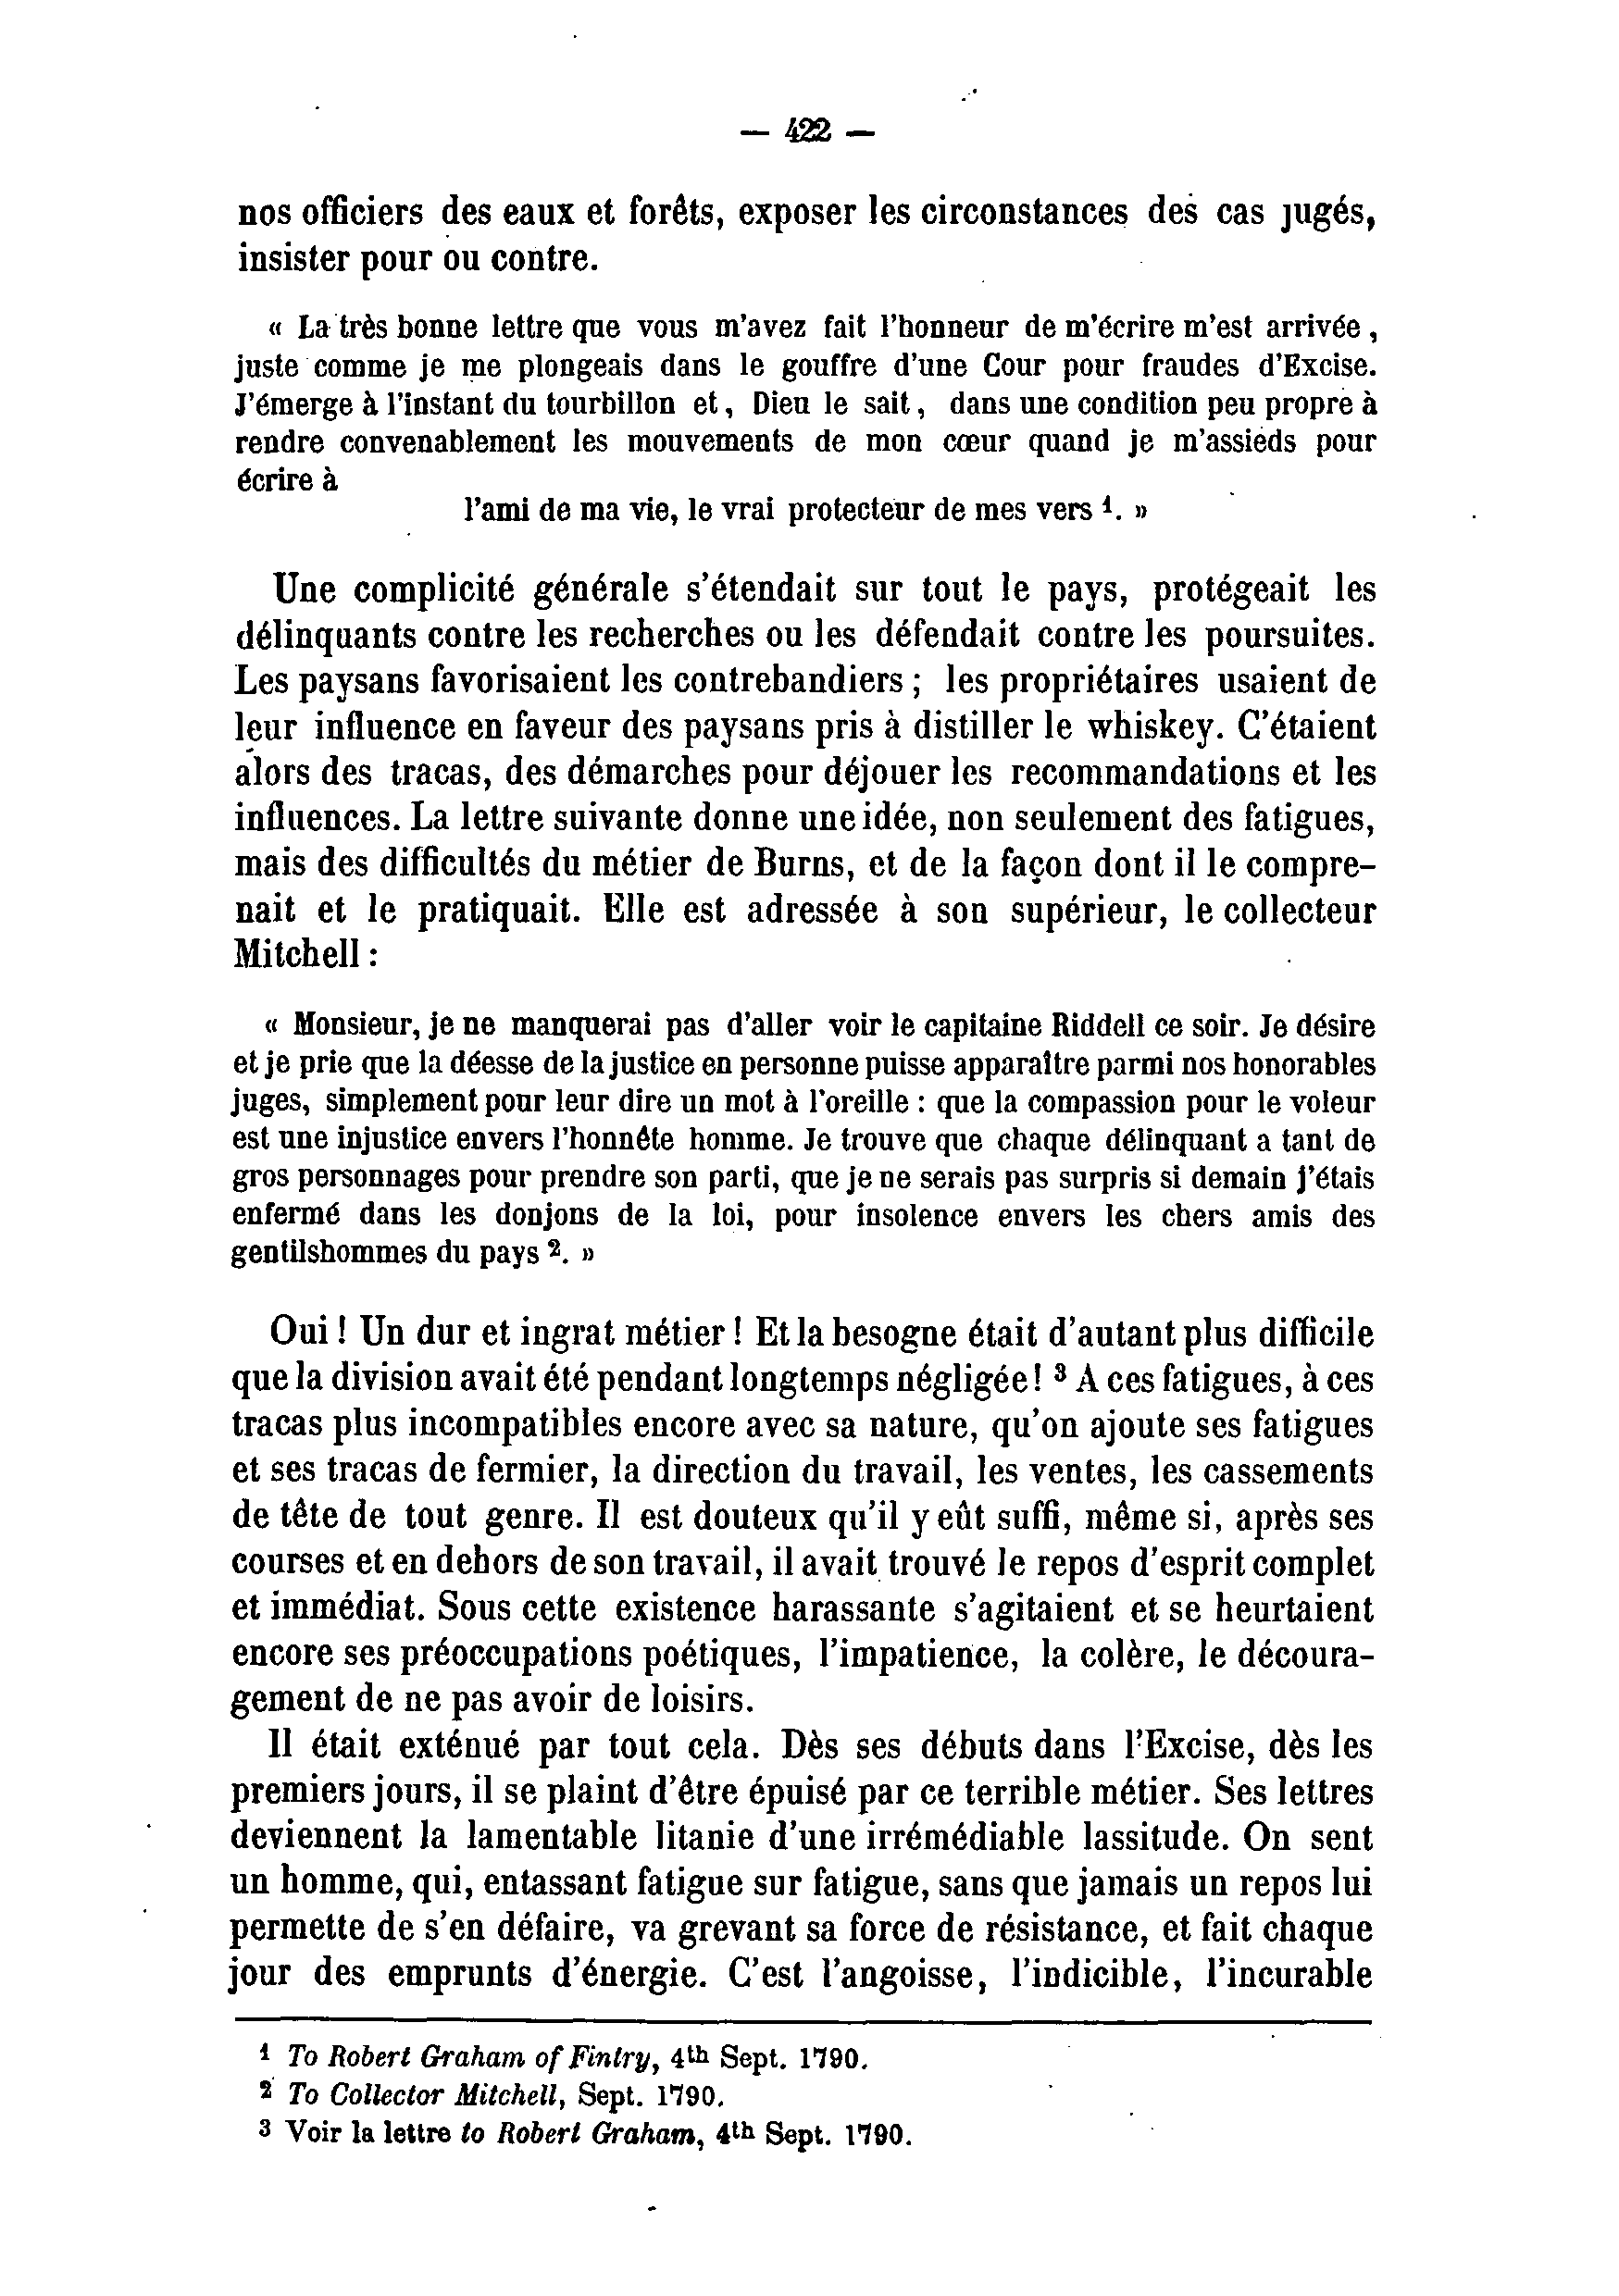 — 422 —
nos officiers des eaux et forêts, exposer les circonstances des cas jugés,
insister pour ou contre.
« La très bonne lettre que vous m'avez fait l'honneur de m'écrire m'est arrivée,
juste comme je me plongeais dans le gouffre d'une Cour pour fraudes d'Excise.
J'émerge à l'instant du tourbillon et, Dieu le sait, dans une condition peu propre à
rendre convenablement les mouvements de mon cœur quand je m'assieds pour
écrire à
l'ami de ma vie, le vrai protecteur de mes vers ¹. »
Une complicité générale s'étendait sur tout le pays, protégeait les
délinquants contre les recherches ou les défendait contre les poursuites.
Les paysans favorisaient les contrebandiers ; les propriétaires usaient de
leur influence en faveur des paysans pris à distiller le whiskey. C'étaient
alors des tracas, des démarches pour déjouer les recommandations et les
influences. La lettre suivante donne une idée, non seulement des fatigues,
mais des difficultés du métier de Burns, et de la façon dont il le compre-
nait et le pratiquait. Elle est adressée à son supérieur, le collecteur
Mitchell :
« Monsieur, je ne manquerai pas d'aller voir le capitaine Riddell ce soir. Je désire
et je prie que la déesse de la justice en personne puisse apparaître parmi nos honorables
juges, simplement pour leur dire un mot à l'oreille : que la compassion pour le voleur
est une injustice envers l'honnête homme. Je trouve que chaque délinquant a tant de
gros personnages pour prendre son parti, que je ne serais pas surpris si demain j'étais
enfermé dans les donjons de la loi, pour insolence envers les chers amis des
gentilshommes du pays ². »
Oui ! Un dur et ingrat métier ! Et la besogne était d'autant plus difficile
que la division avait été pendant longtemps négligée ! ³ A ces fatigues, à ces
tracas plus incompatibles encore avec sa nature, qu'on ajoute ses fatigues
et ses tracas de fermier, la direction du travail, les ventes, les cassements
de tête de tout genre. Il est douteux qu'il y eût suffi, même si, après ses
courses et en dehors de son travail, il avait trouvé le repos d'esprit complet
et immédiat. Sous cette existence harassante s'agitaient et se heurtaient
encore ses préoccupations poétiques, l'impatience, la colère, le découra-
gement de ne pas avoir de loisirs.
Il était exténué par tout cela. Dès ses débuts dans l'Excise, dès les
premiers jours, il se plaint d'être épuisé par ce terrible métier. Ses lettres
deviennent la lamentable litanie d'une irrémédiable lassitude. On sent
un homme, qui, entassant fatigue sur fatigue, sans que jamais un repos lui
permette de s'en défaire, va grevant sa force de résistance, et fait chaque
jour des emprunts d'énergie. C'est l'angoisse, l'indicible, l'incurable
¹ To Robert Graham of Fintry, 4th Sept. 1790.
² To Collector Mitchell, Sept. 1790.
³ Voir la lettre to Robert Graham, 4th Sept. 1790.